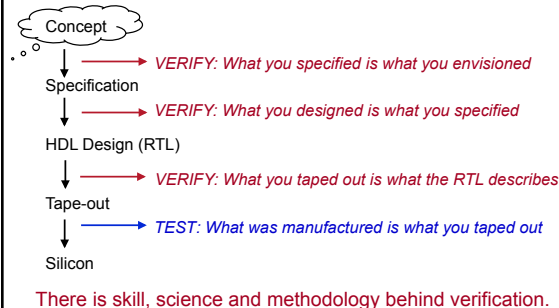 Concept
VERIFY: What you specified is what you envisioned
Specification
VERIFY: What you designed is what you specified
HDL Design (RTL)
VERIFY: What you taped out is what the RTL describes
Tape-out
TEST: What was manufactured is what you taped out
Silicon
There is skill, science and methodology behind verification.